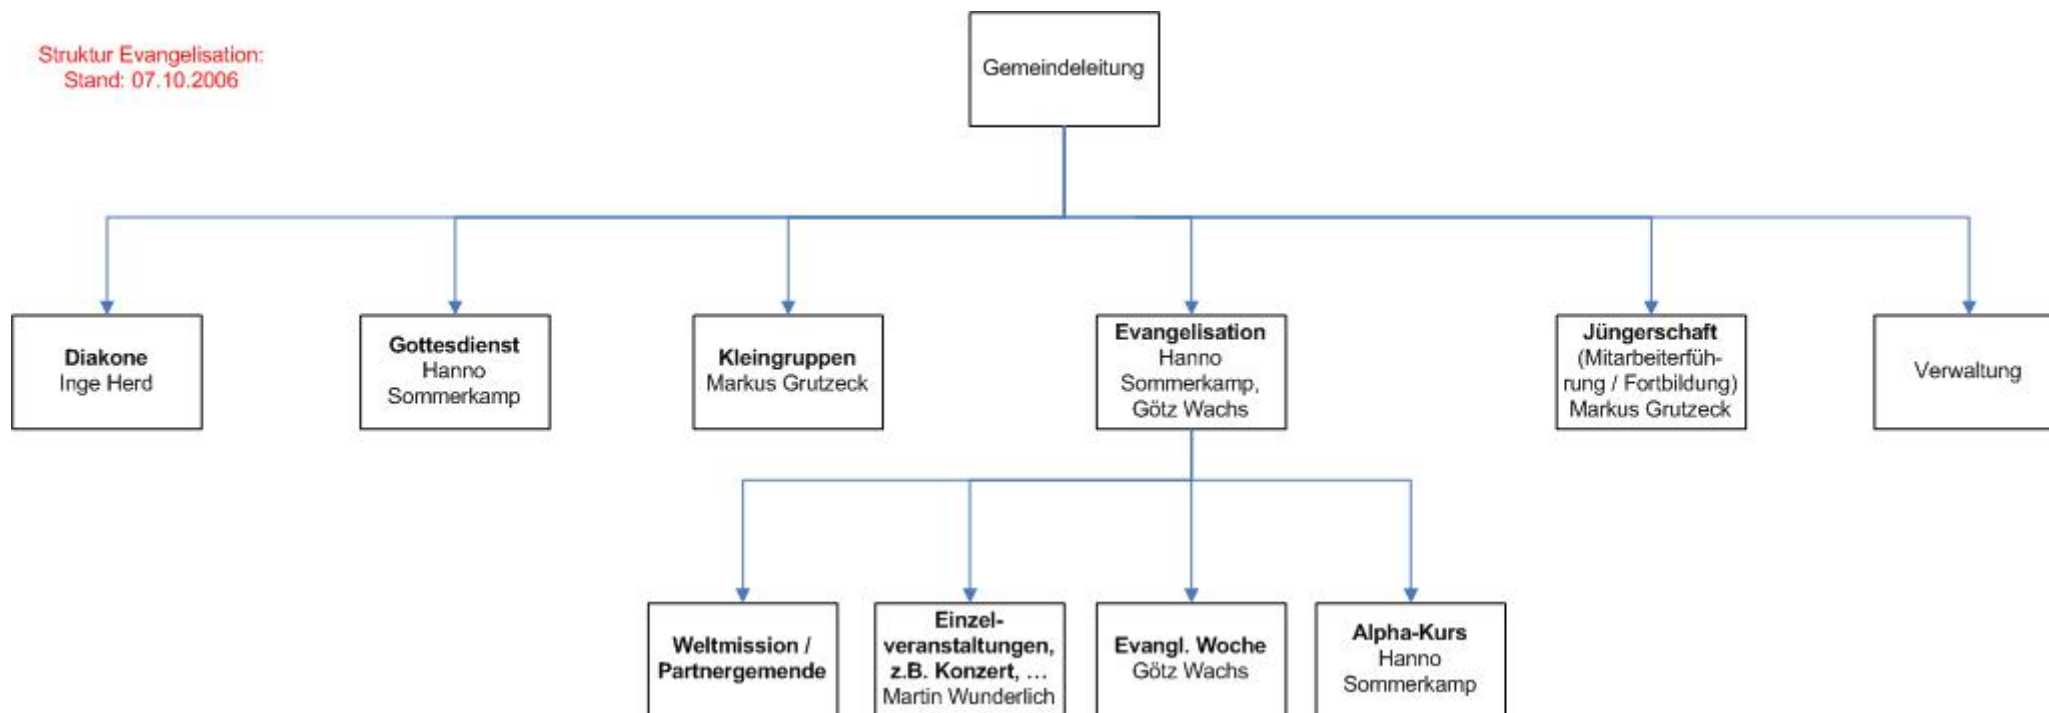 Struktur Evangelisation:
Stand: 07.10.2006
Gemeindeleitung
Diakone
Inge Herd
Gottesdienst
Hanno
Sommerkamp
Kleingruppen
Markus Grutzeck
Evangelisation
Hanno
Sommerkamp,
Götz Wachs
Jüngerschaft
(Mitarbeiterfüh-
rung / Fortbildung)
Markus Grutzeck
Verwaltung
Weltmission /
Partnergemende
Einzel-
veranstaltungen,
z.B. Konzert, …
Martin Wunderlich
Evangl. Woche
Götz Wachs
Alpha-Kurs
Hanno
Sommerkamp